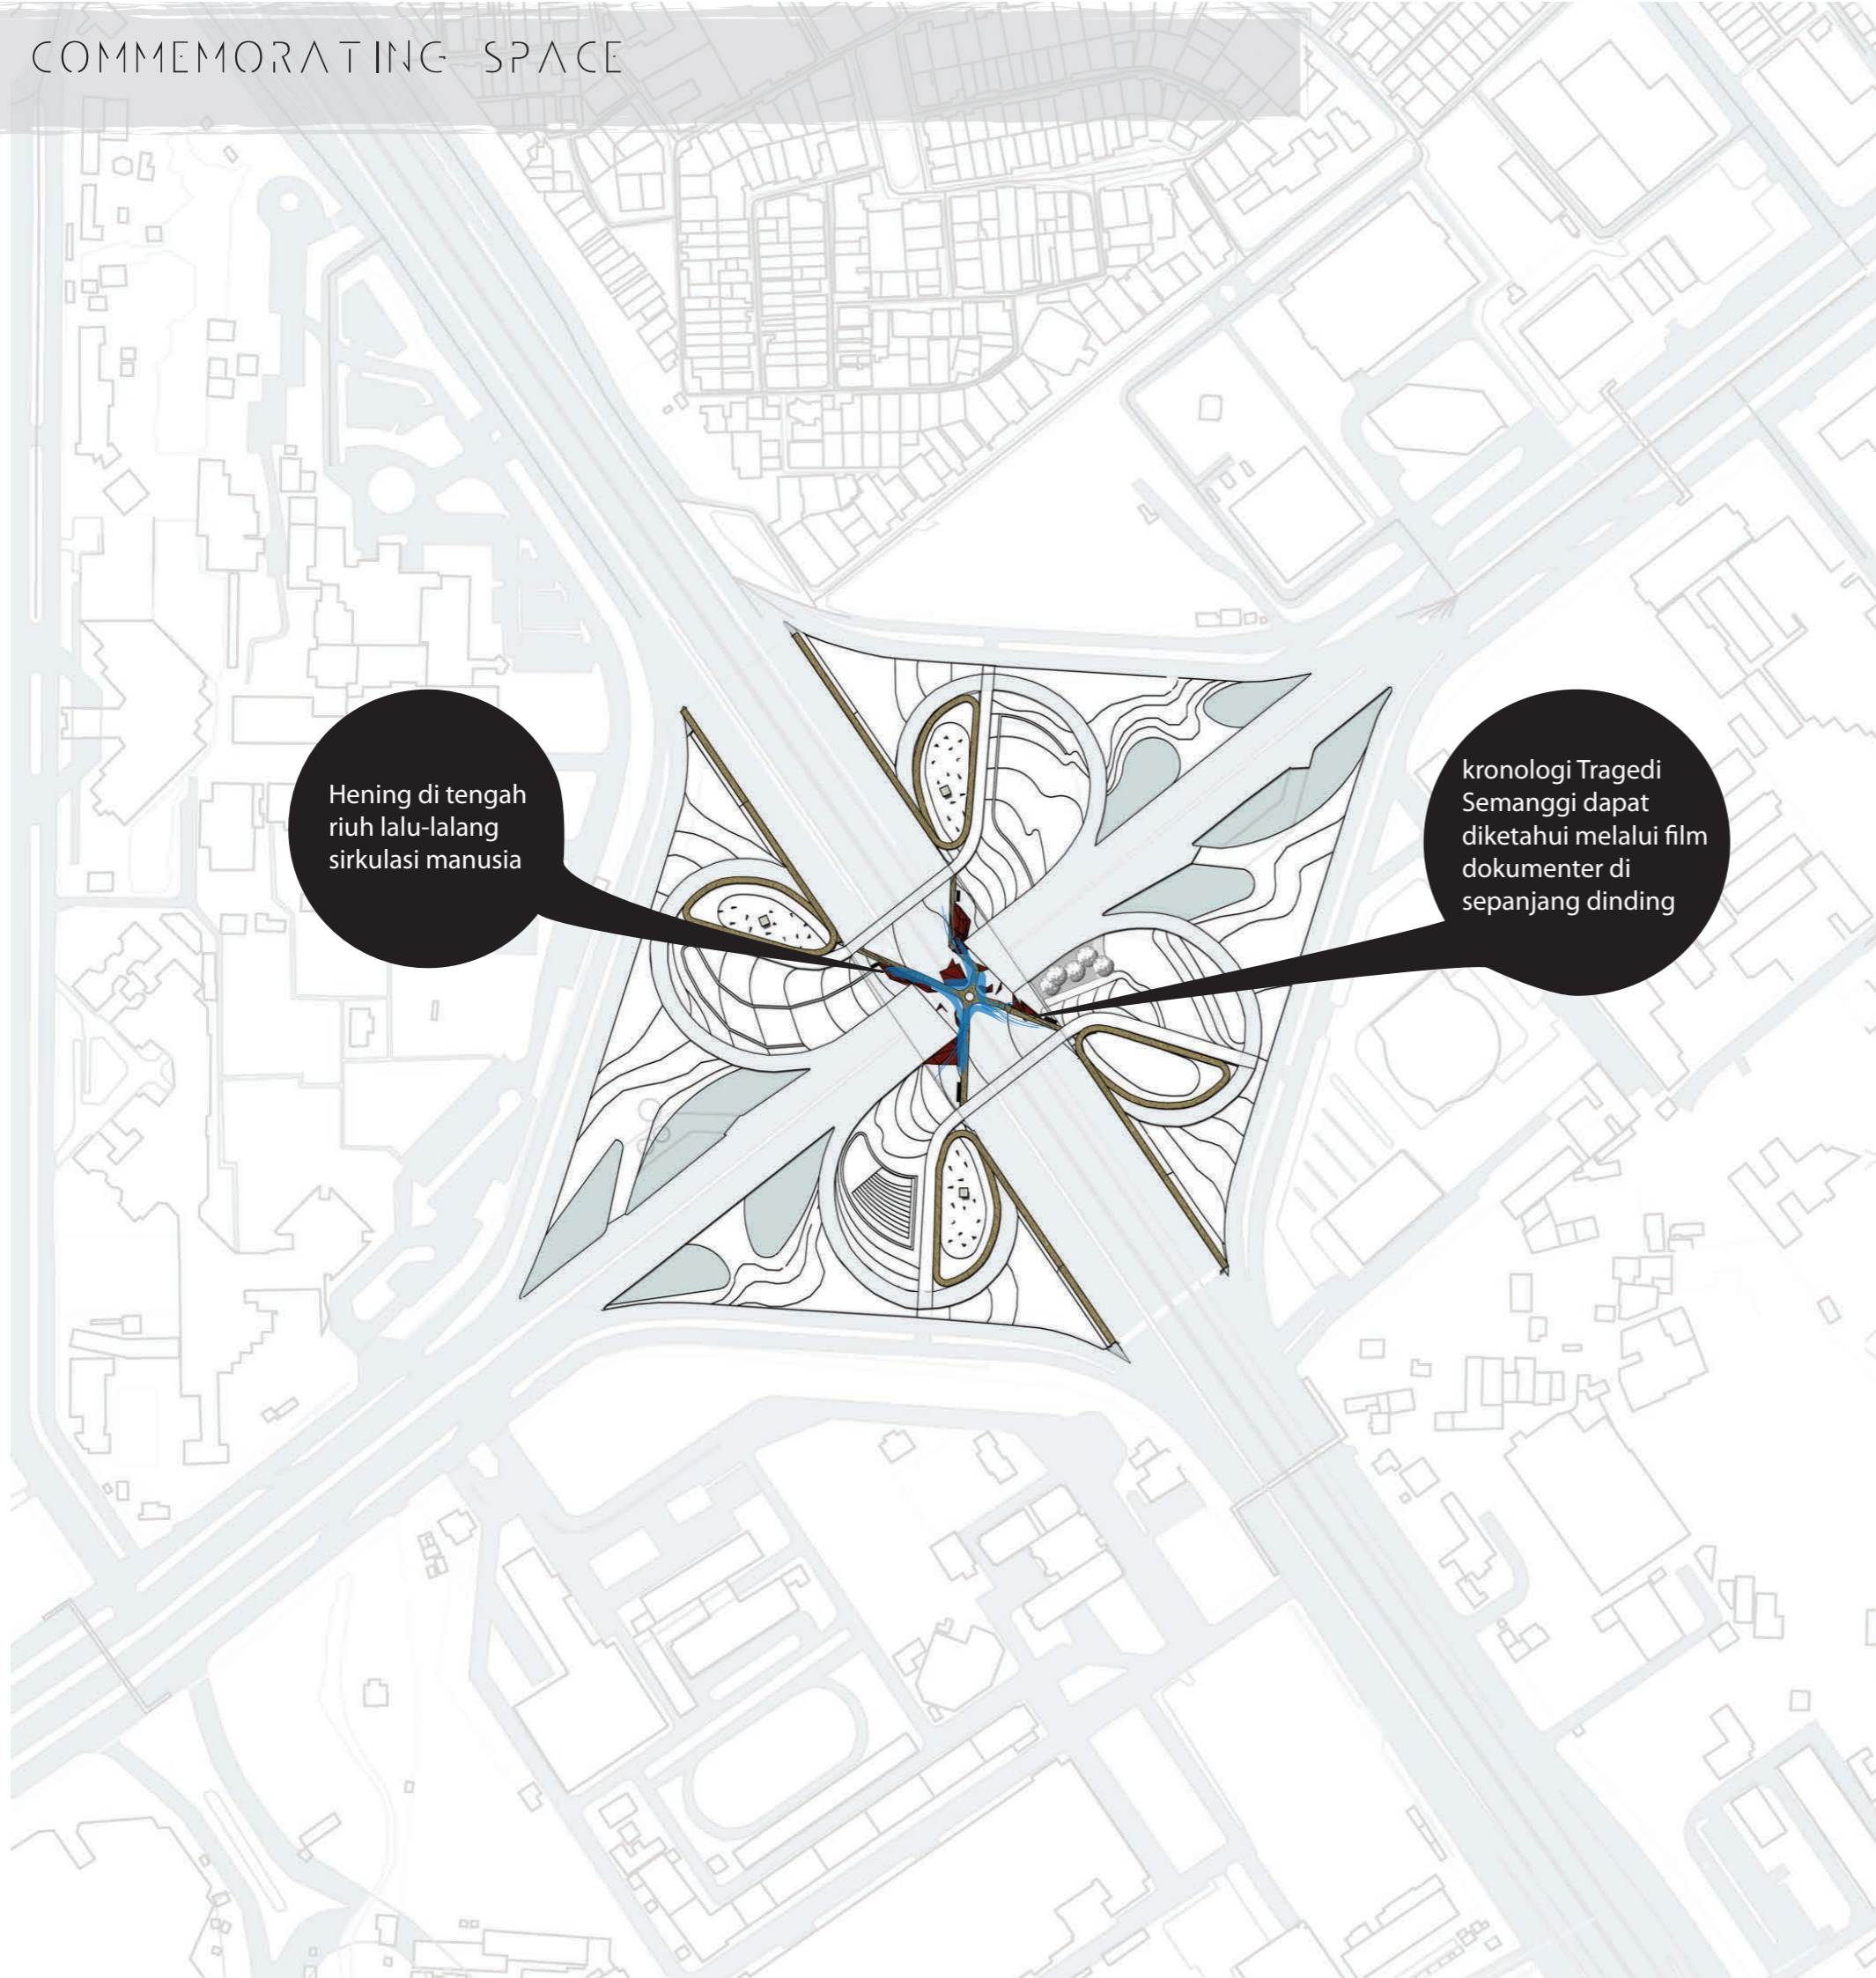 COMMEMORATING SPACE
Hening di tengah
riuh lalu-lalang
sirkulasi manusia
kronologi Tragedi
Semanggi dapat
diketahui melalui film
dokumenter di
sepanjang dinding